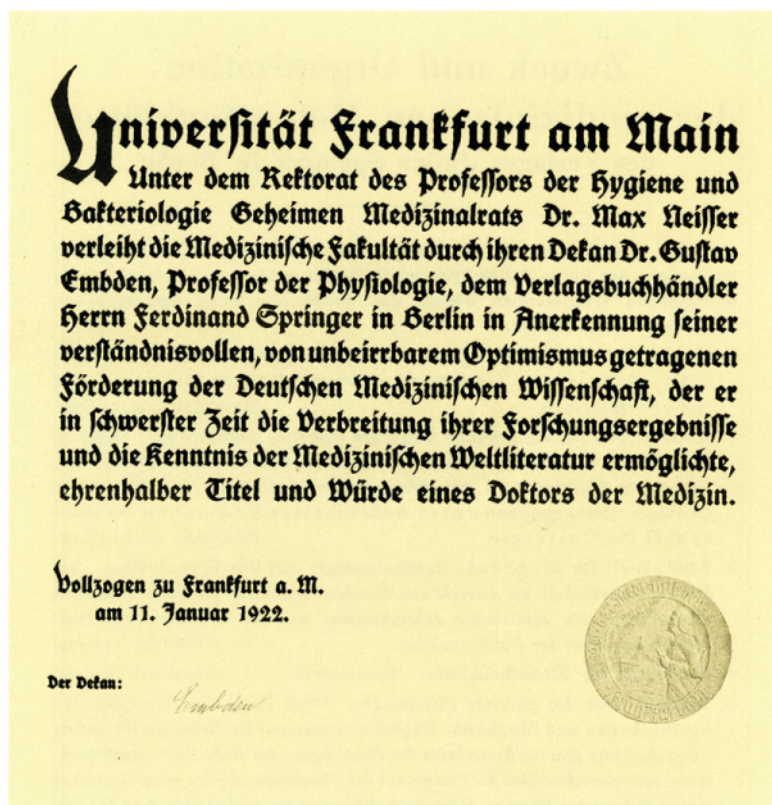 Universität Frankfurt am Main
Unter dem Rektorat des Professors der Hygiene und
Bakteriologie Geheimen Medizinalrats Dr. Max Neisser
verleiht die Medizinische Fakultät durch ihren Dekan Dr. Gustav
Embden, Professor der Physiologie, dem Verlagsbuchhändler
Herrn Ferdinand Springer in Berlin in Anerkennung seiner
verständnisvollen, von unbeirrbarem Optimismus getragenen
Förderung der Deutschen Medizinischen Wissenschaft, der er
in schwerster Zeit die Verbreitung ihrer Forschungsergebnisse
und die Kenntnis der Medizinischen Weltliteratur ermöglichte,
ehrenhalber Titel und Würde eines Doktors der Medizin.
Vollzogen zu Frankfurt a. M.
am 11. Januar 1922.
Der Dekan:
Embden